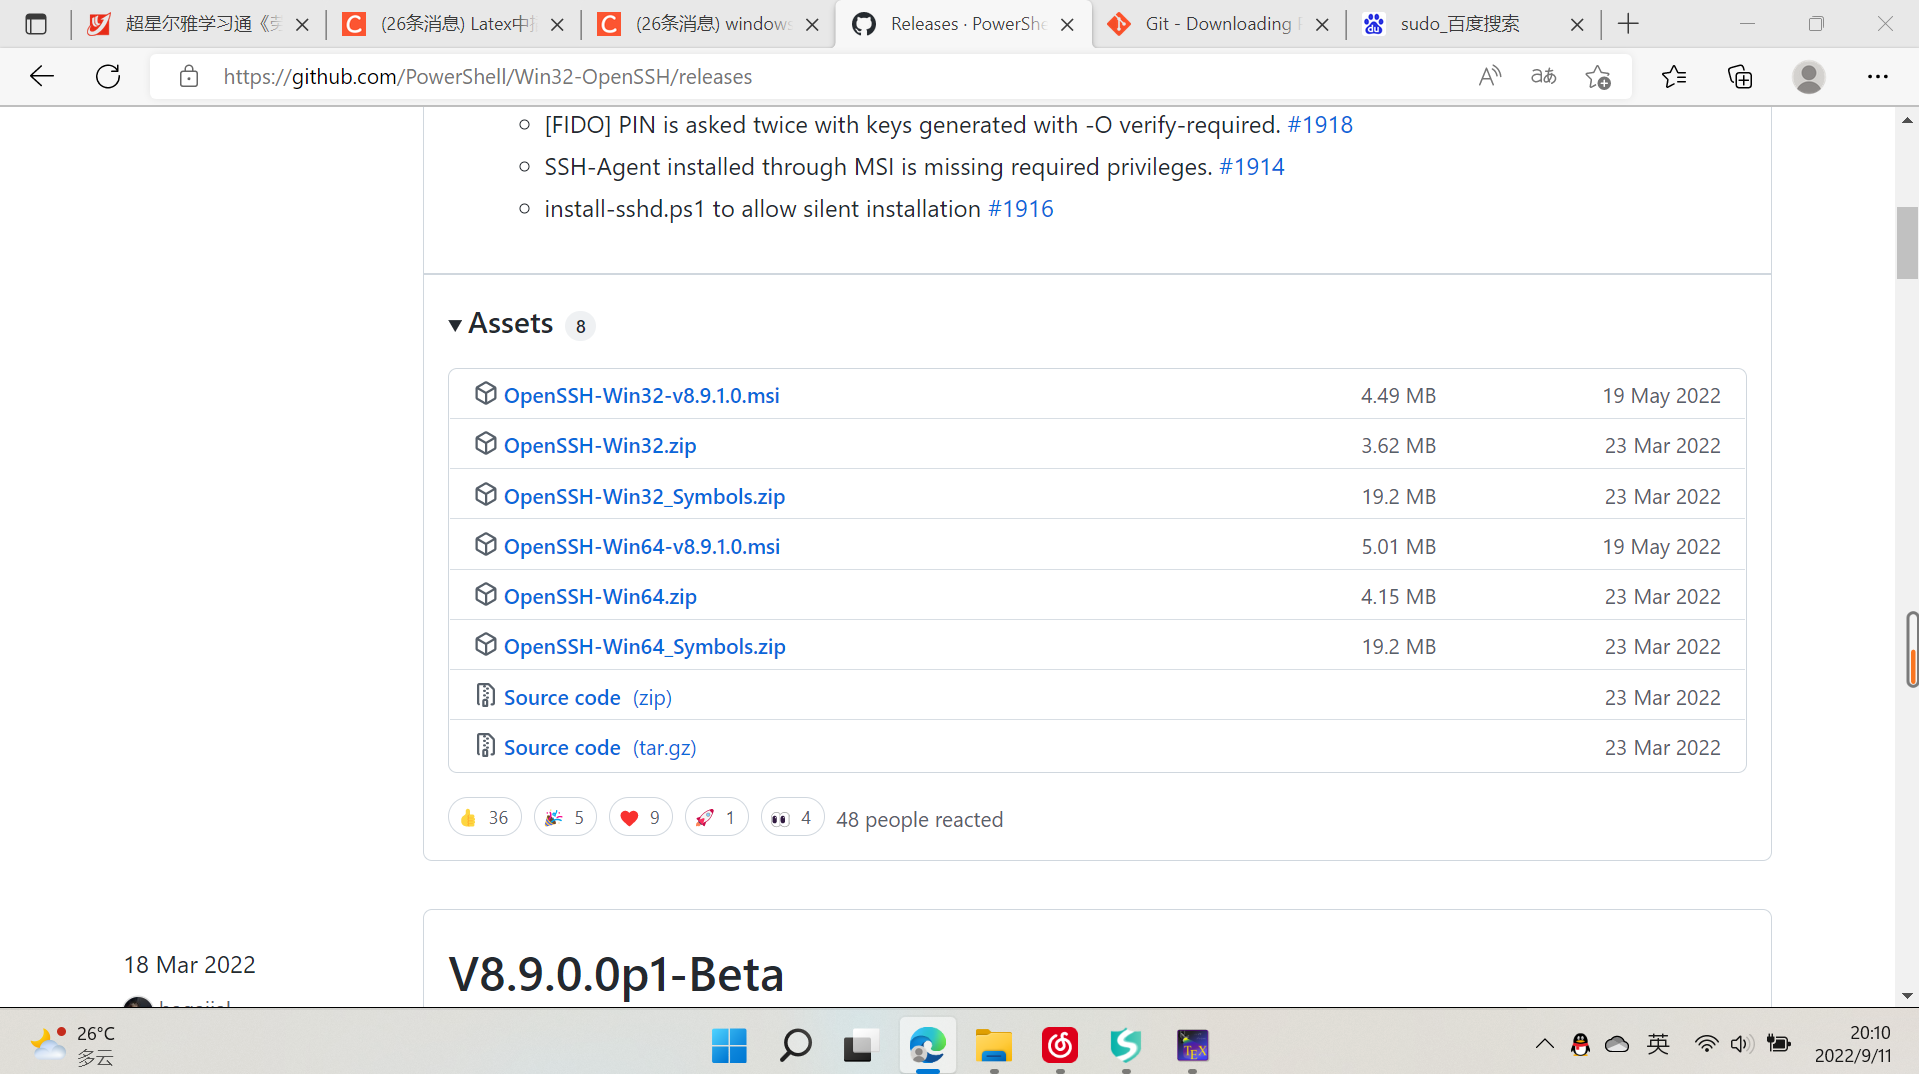 超星尔雅学习通《劳
(26条消息) Latex中插
(26条消息) windows
Releases · PowerShe
Git - Downloading P
sudo_百度搜索
https://github.com/PowerShell/Win32-OpenSSH/releases
[FIDO] PIN is asked twice with keys generated with -O verify-required. #1918
SSH-Agent installed through MSI is missing required privileges. #1914
install-sshd.ps1 to allow silent installation #1916
Assets 8
OpenSSH-Win32-v8.9.1.0.msi 4.49 MB 19 May 2022
OpenSSH-Win32.zip 3.62 MB 23 Mar 2022
OpenSSH-Win32_Symbols.zip 19.2 MB 23 Mar 2022
OpenSSH-Win64-v8.9.1.0.msi 5.01 MB 19 May 2022
OpenSSH-Win64.zip 4.15 MB 23 Mar 2022
OpenSSH-Win64_Symbols.zip 19.2 MB 23 Mar 2022
Source code (zip) 23 Mar 2022
Source code (tar.gz) 23 Mar 2022
👍 36 🎉 5 ❤️ 9 🚀 1 👀 4 48 people reacted
18 Mar 2022
V8.9.0.0p1-Beta
26°C
多云
TEX
英
20:10
2022/9/11